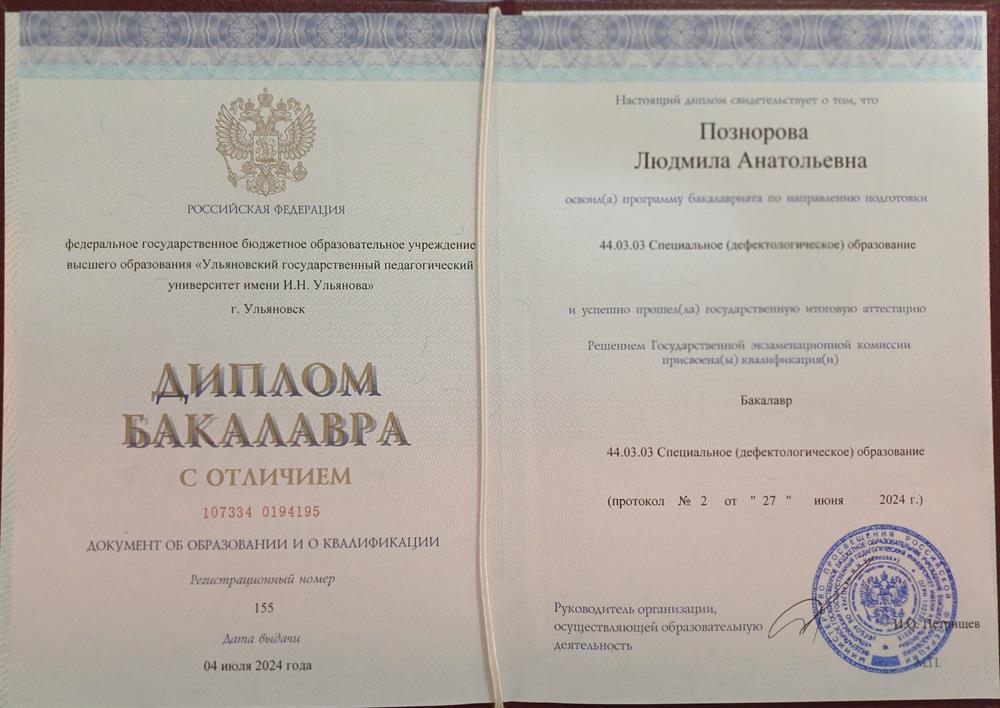 РОССИЙСКАЯ ФЕДЕРАЦИЯ
федеральное государственное бюджетное образовательное учреждение
высшего образования «Ульяновский государственный педагогический
университет имени И.Н. Ульянова»
г. Ульяновск
ДИПЛОМ
БАКАЛАВРА
С ОТЛИЧИЕМ
107334 0194195
ДОКУМЕНТ ОБ ОБРАЗОВАНИИ И О КВАЛИФИКАЦИИ
Регистрационный номер
155
Дата выдачи
04 июля 2024 года
Настоящий диплом свидетельствует о том, что
Познорова
Людмила Анатольевна
освоил(а) программу бакалавриата по направлению подготовки
44.03.03 Специальное (дефектологическое) образование
и успешно прошел(ла) государственную итоговую аттестацию
Решением Государственной экзаменационной комиссии
присвоена(ы) квалификация(и)
Бакалавр
44.03.03 Специальное (дефектологическое) образование
(протокол № 2 от " 27 " июня 2024 г.)
Руководитель организации,
осуществляющей образовательную
деятельность
И.О. Петрищев
М.П.